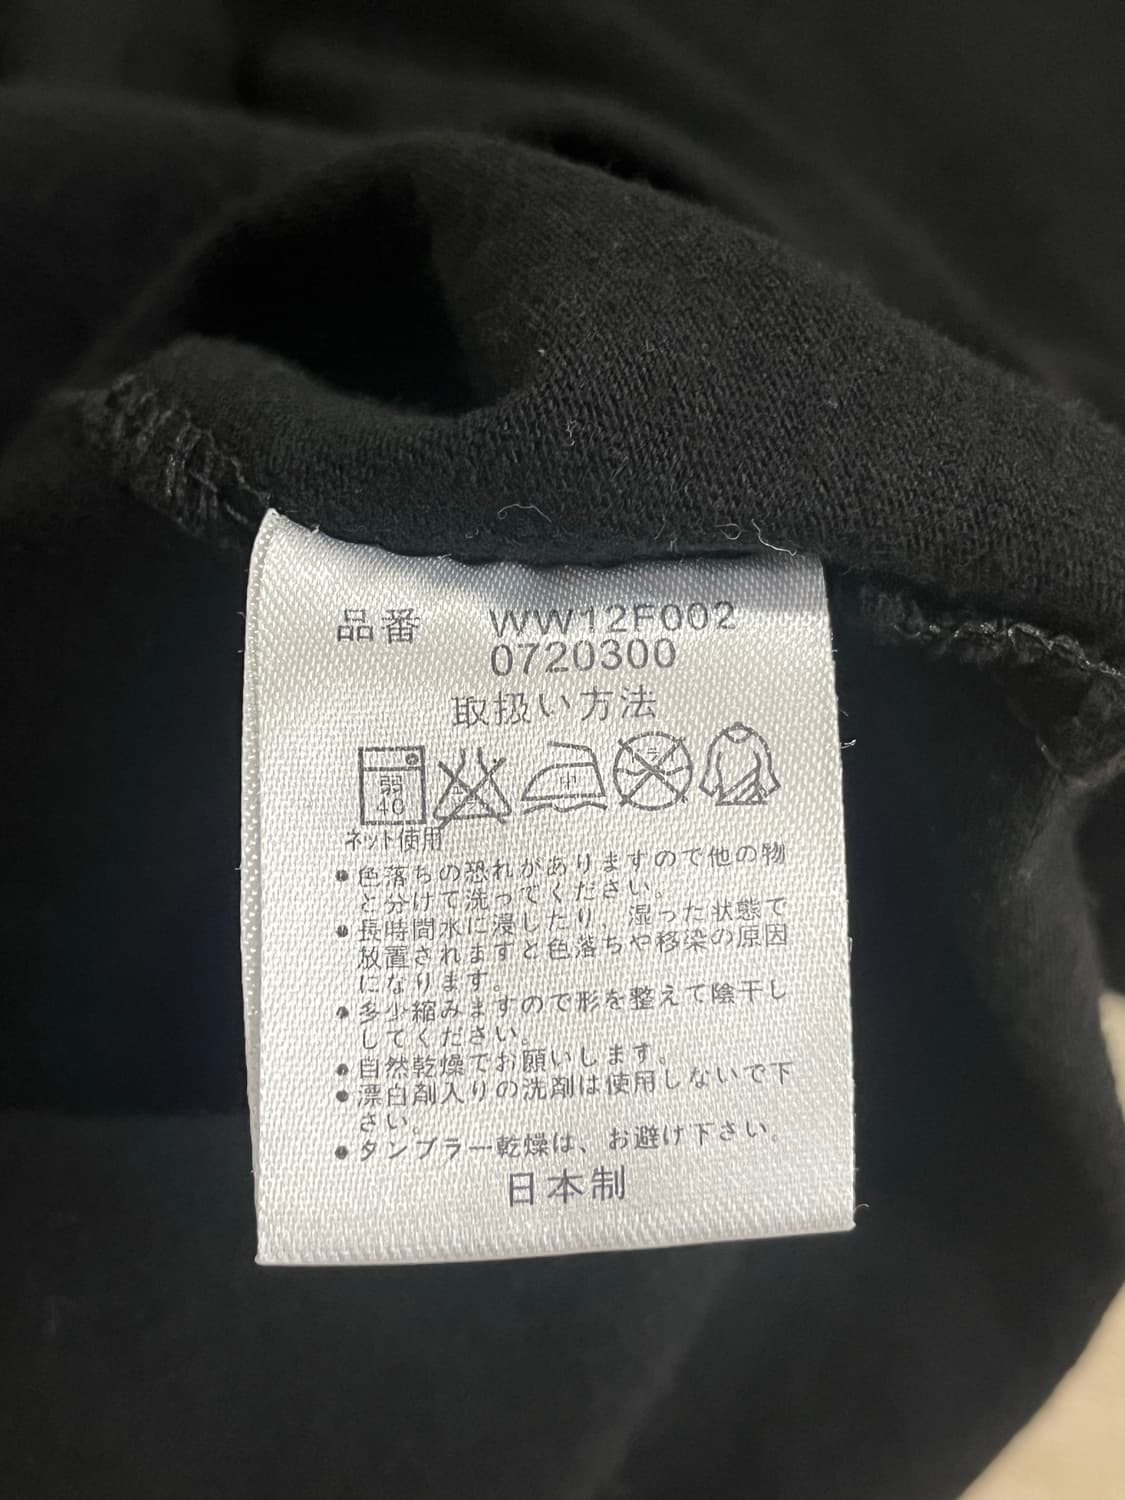 品番 WW12F002
0720300
取扱い方法
弱
40
エンソ
中
ドライ
ネット使用
●色落ちの恐れがありますので他の物
と分けて洗ってください。
●長時間水に浸したり、湿った状態で
放置されますと色落ちや移染の原因
になります。
●多少縮みますので形を整えて陰干し
してください。
●自然乾燥でお願いします。
●漂白剤入りの洗剤は使用しないで下
さい。
●タンブラー乾燥は、お避け下さい。
日本制